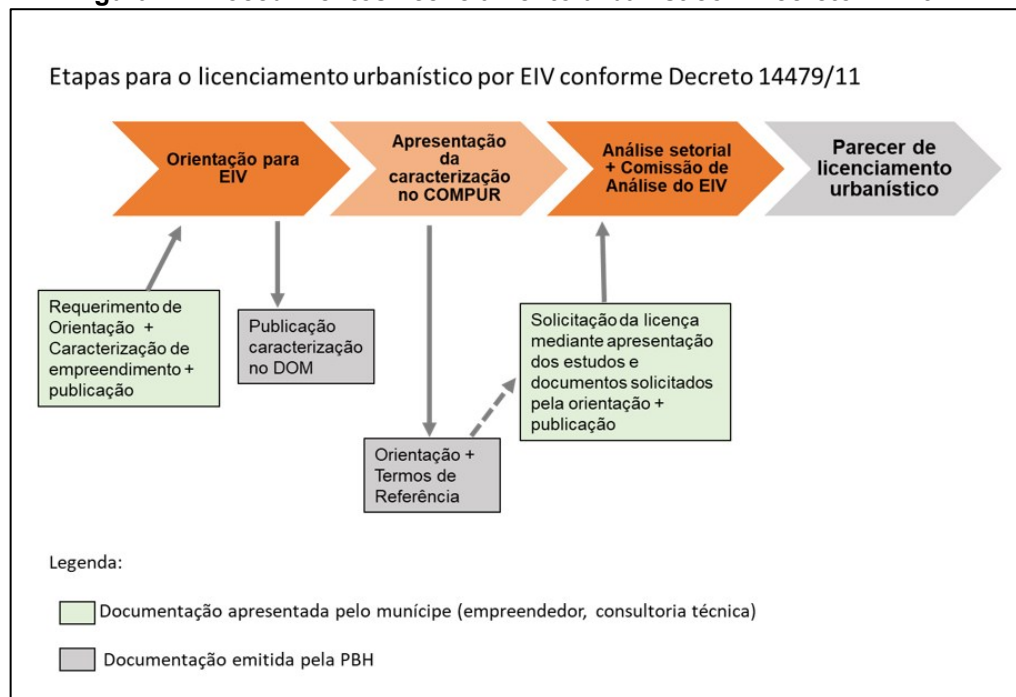 Etapas para o licenciamento urbanístico por EIV conforme Decreto 14479/11
Orientação para
EIV
Apresentação
da
caracterização
no COMPUR
Análise setorial
+ Comissão de
Análise do EIV
Parecer de
licenciamento
urbanístico
Requerimento de
Orientação +
Caracterização de
empreendimento +
publicação
Publicação
caracterização
no DOM
Orientação +
Termos de
Referência
Solicitação da licença
mediante apresentação
dos estudos e
documentos solicitados
pela orientação +
publicação
Legenda:
Documentação apresentada pelo munícipe (empreendedor, consultoria técnica)
Documentação emitida pela PBH